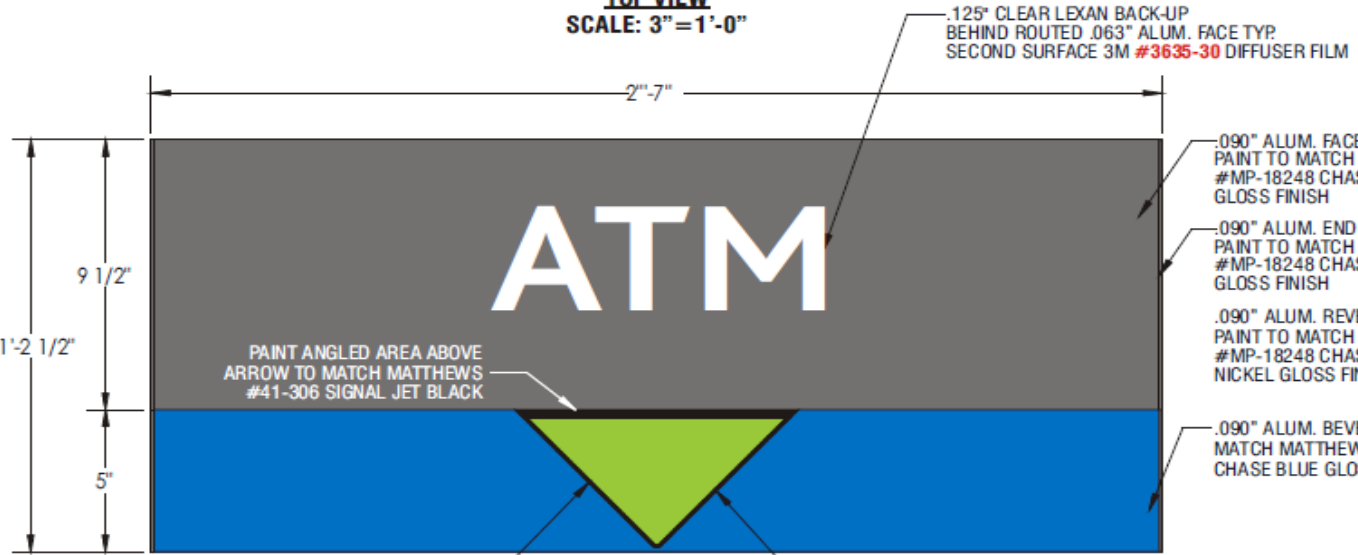 TOP VIEW
SCALE: 3"=1'-0"
.125" CLEAR LEXAN BACK-UP
BEHIND ROUTED .063" ALUM. FACE TYP.
SECOND SURFACE 3M #3635-30 DIFFUSER FILM
2'"-7"
.090" ALUM. FACE
PAINT TO MATCH
#MP-18248 CHAS
GLOSS FINISH
.090" ALUM. END
PAINT TO MATCH
#MP-18248 CHAS
GLOSS FINISH
.090" ALUM. REVE
PAINT TO MATCH
#MP-18248 CHAS
NICKEL GLOSS FIN
.090" ALUM. BEVE
MATCH MATTHEW
CHASE BLUE GLO
ATM
9 1/2"
1'-2 1/2"
5"
PAINT ANGLED AREA ABOVE
ARROW TO MATCH MATTHEWS
#41-306 SIGNAL JET BLACK